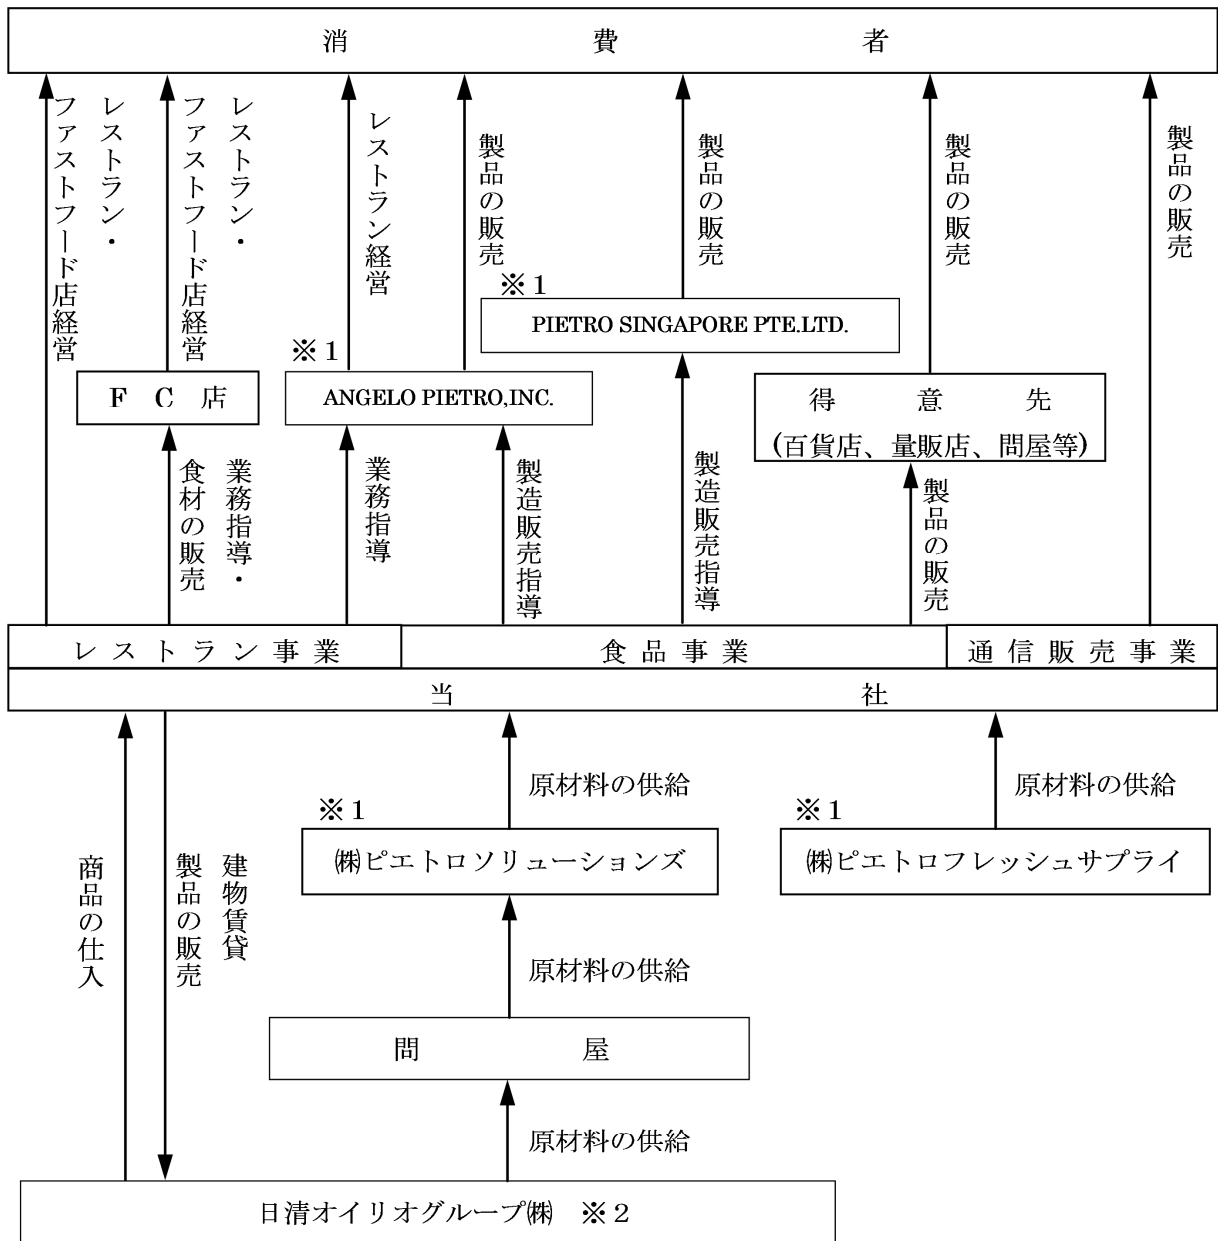 消費者
レストラン・
ファストフード店経営
レストラン・
ファストフード店経営
レストラン経営
製品の販売
製品の販売
製品の販売
製品の販売
※1
PIETRO SINGAPORE PTE.LTD.
※1
FC店
ANGELO PIETRO,INC.
得意先
(百貨店、量販店、問屋等)
業務指導・
食材の販売
業務指導
製造販売指導
製造販売指導
製品の販売
レストラン事業
食品事業
通信販売事業
当社
原材料の供給
原材料の供給
※1
※1
㈱ピエトロソリューションズ
㈱ピエトロフレッシュサプライ
商品の仕入
建物賃貸
製品の販売
原材料の供給
問屋
原材料の供給
日清オイリオグループ㈱ ※2